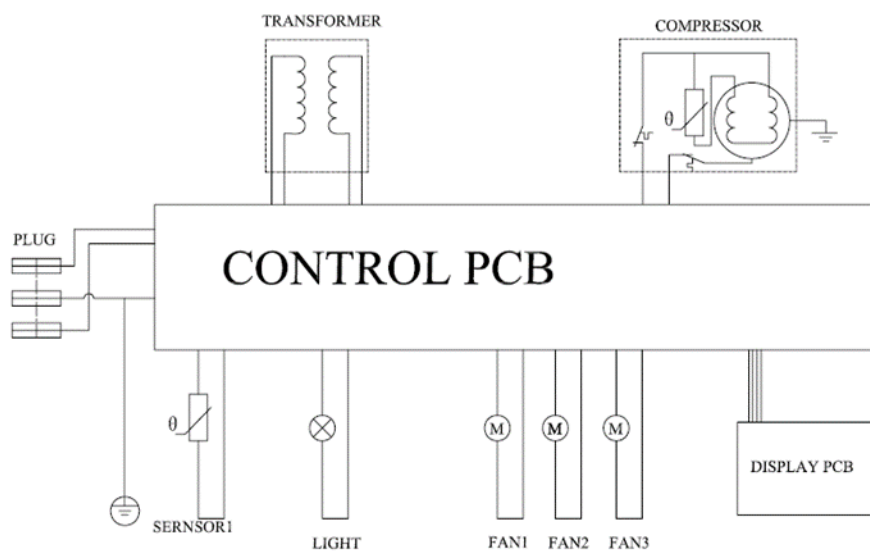 TRANSFORMER
COMPRESSOR
θ
PLUG
CONTROL PCB
θ
M
M
M
DISPLAY PCB
SERNSOR1
LIGHT
FAN1
FAN2
FAN3